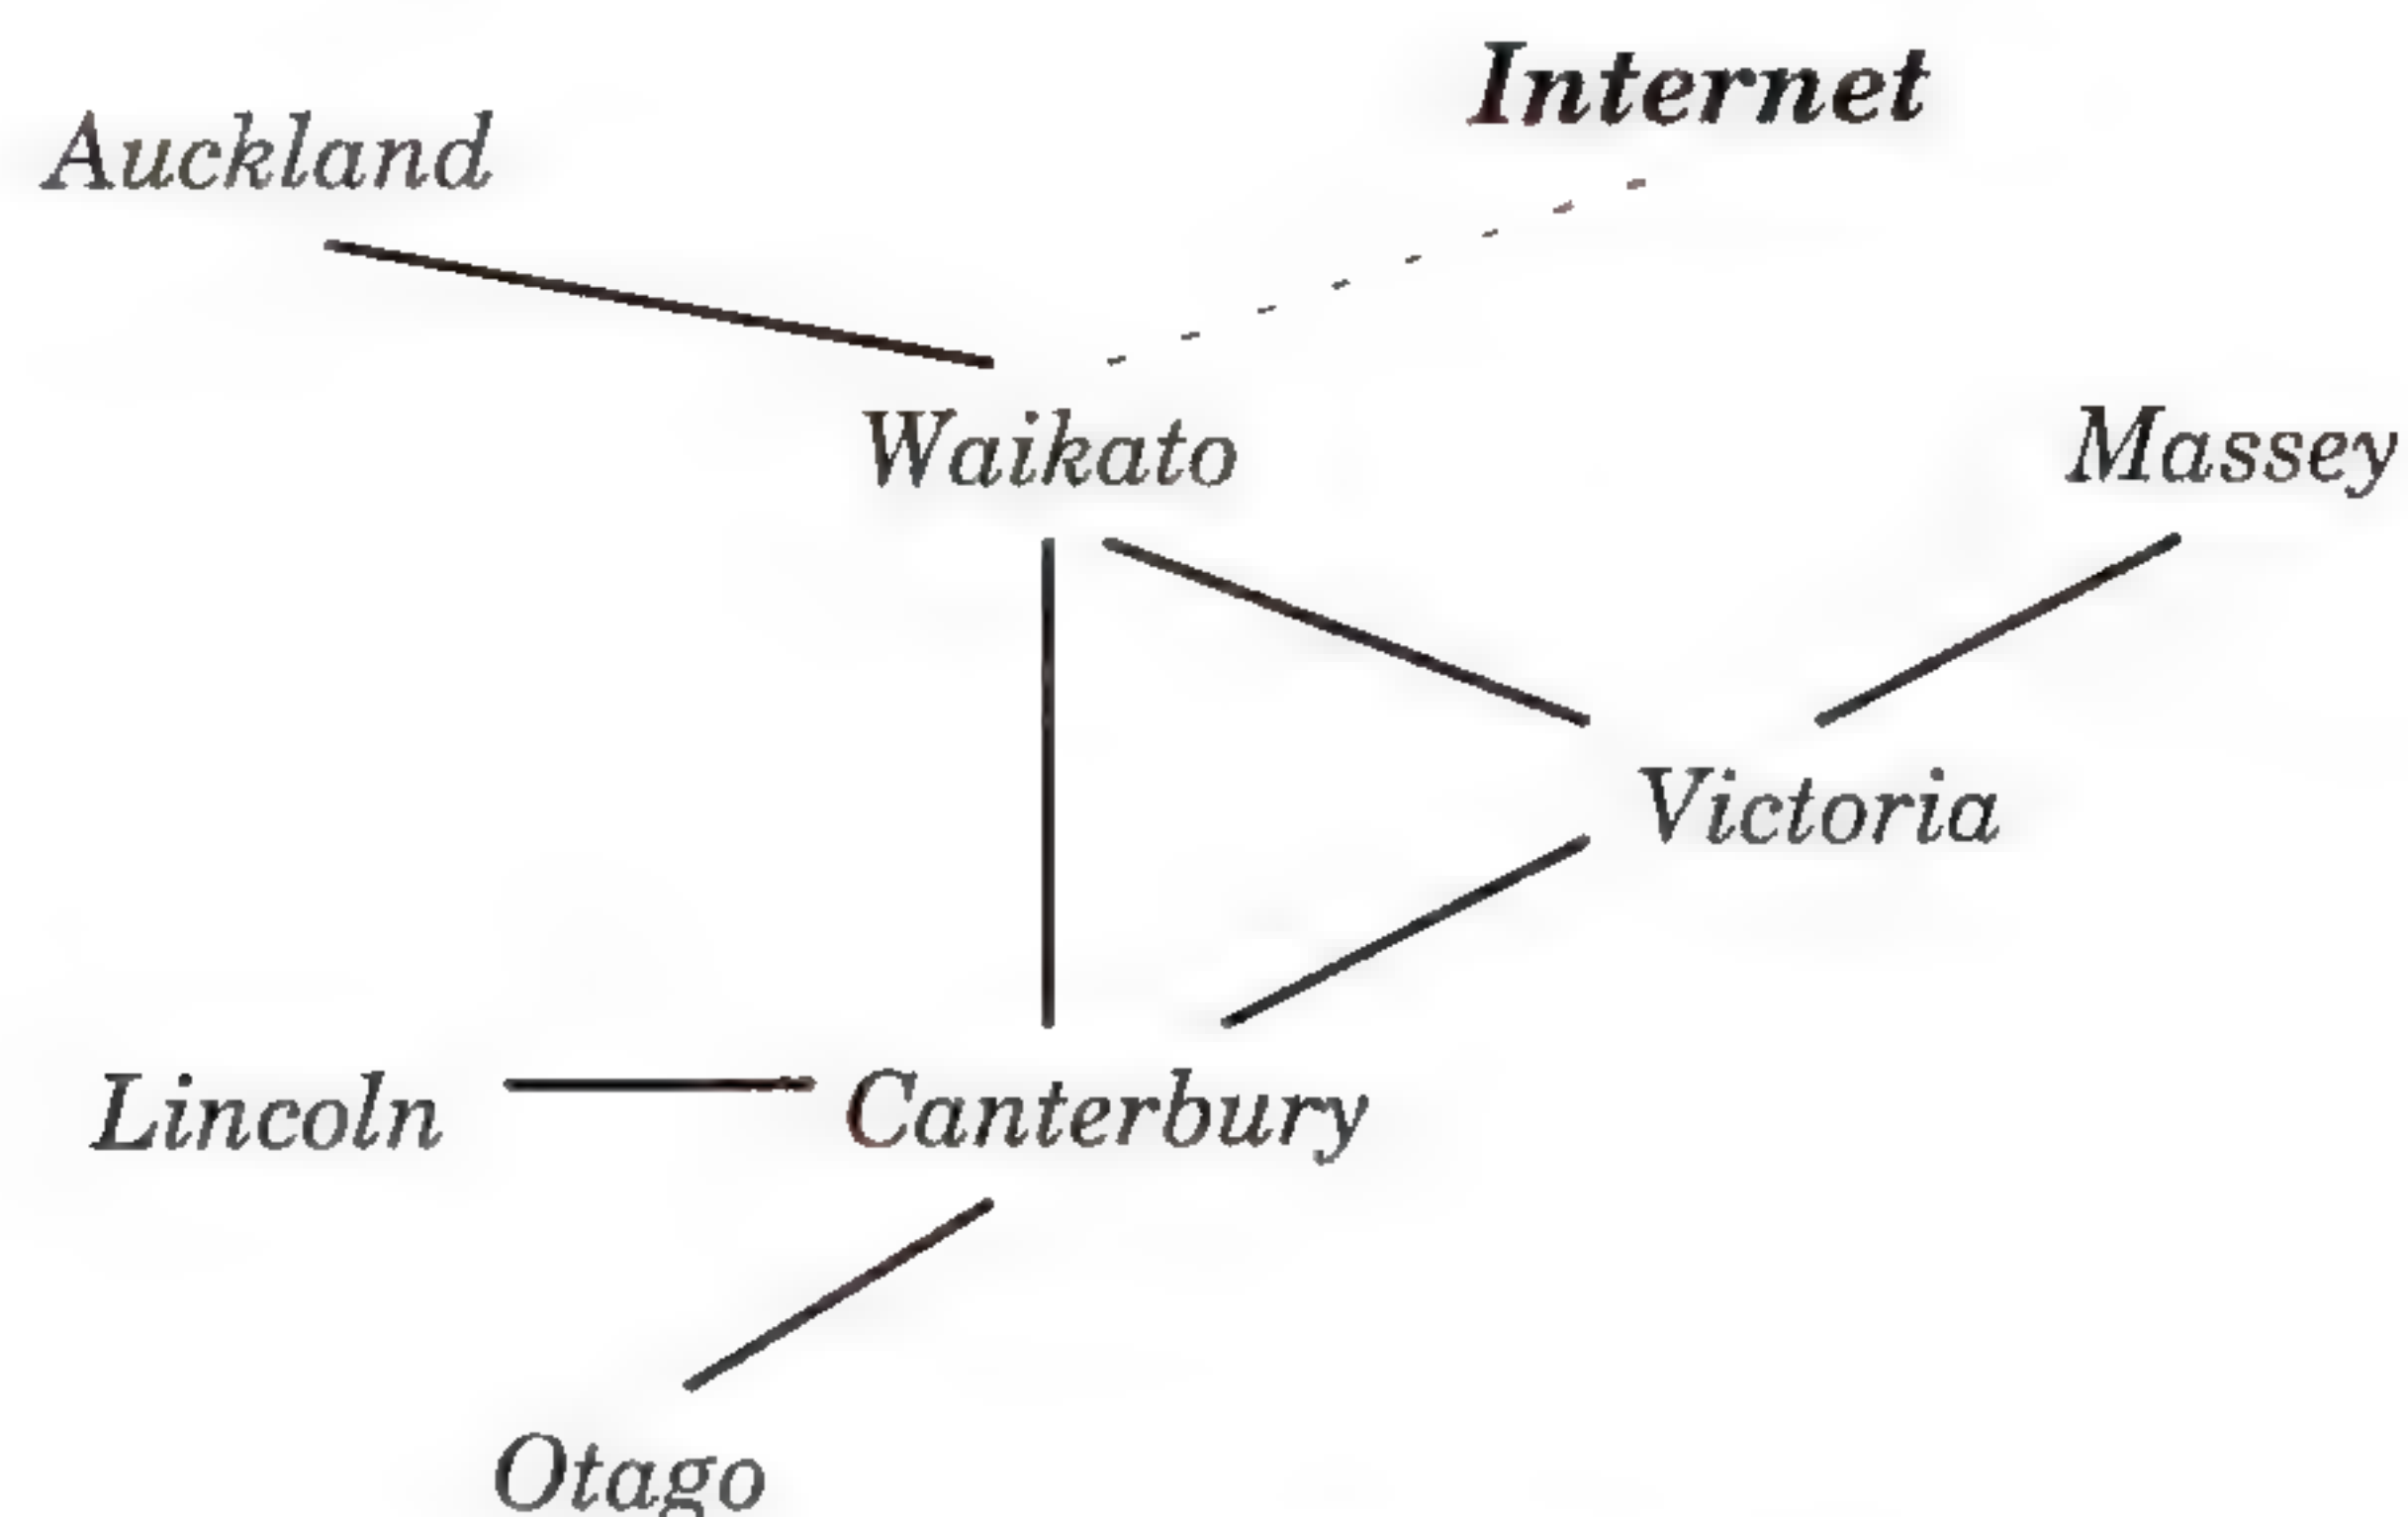 Internet
Auckland
Waikato
Massey
Victoria
Lincoln
Canterbury
Otago